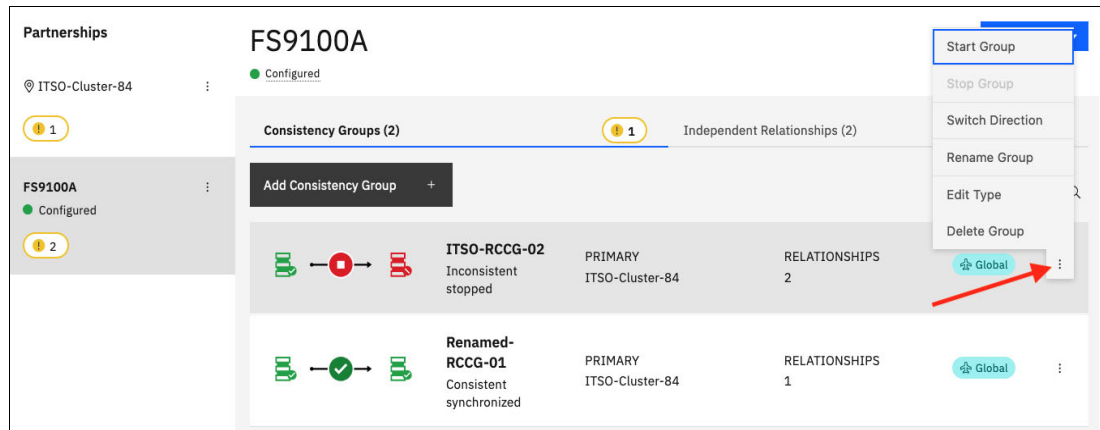 Partnerships
ITSO-Cluster-84
1
FS9100A
Configured
2
FS9100A
Configured
Consistency Groups (2)
1
Independent Relationships (2)
Add Consistency Group +
ITSO-RCCG-02
Inconsistent
stopped
PRIMARY
ITSO-Cluster-84
RELATIONSHIPS
2
Global
Renamed-
RCCG-01
Consistent
synchronized
PRIMARY
ITSO-Cluster-84
RELATIONSHIPS
1
Global
Start Group
Stop Group
Switch Direction
Rename Group
Edit Type
Delete Group